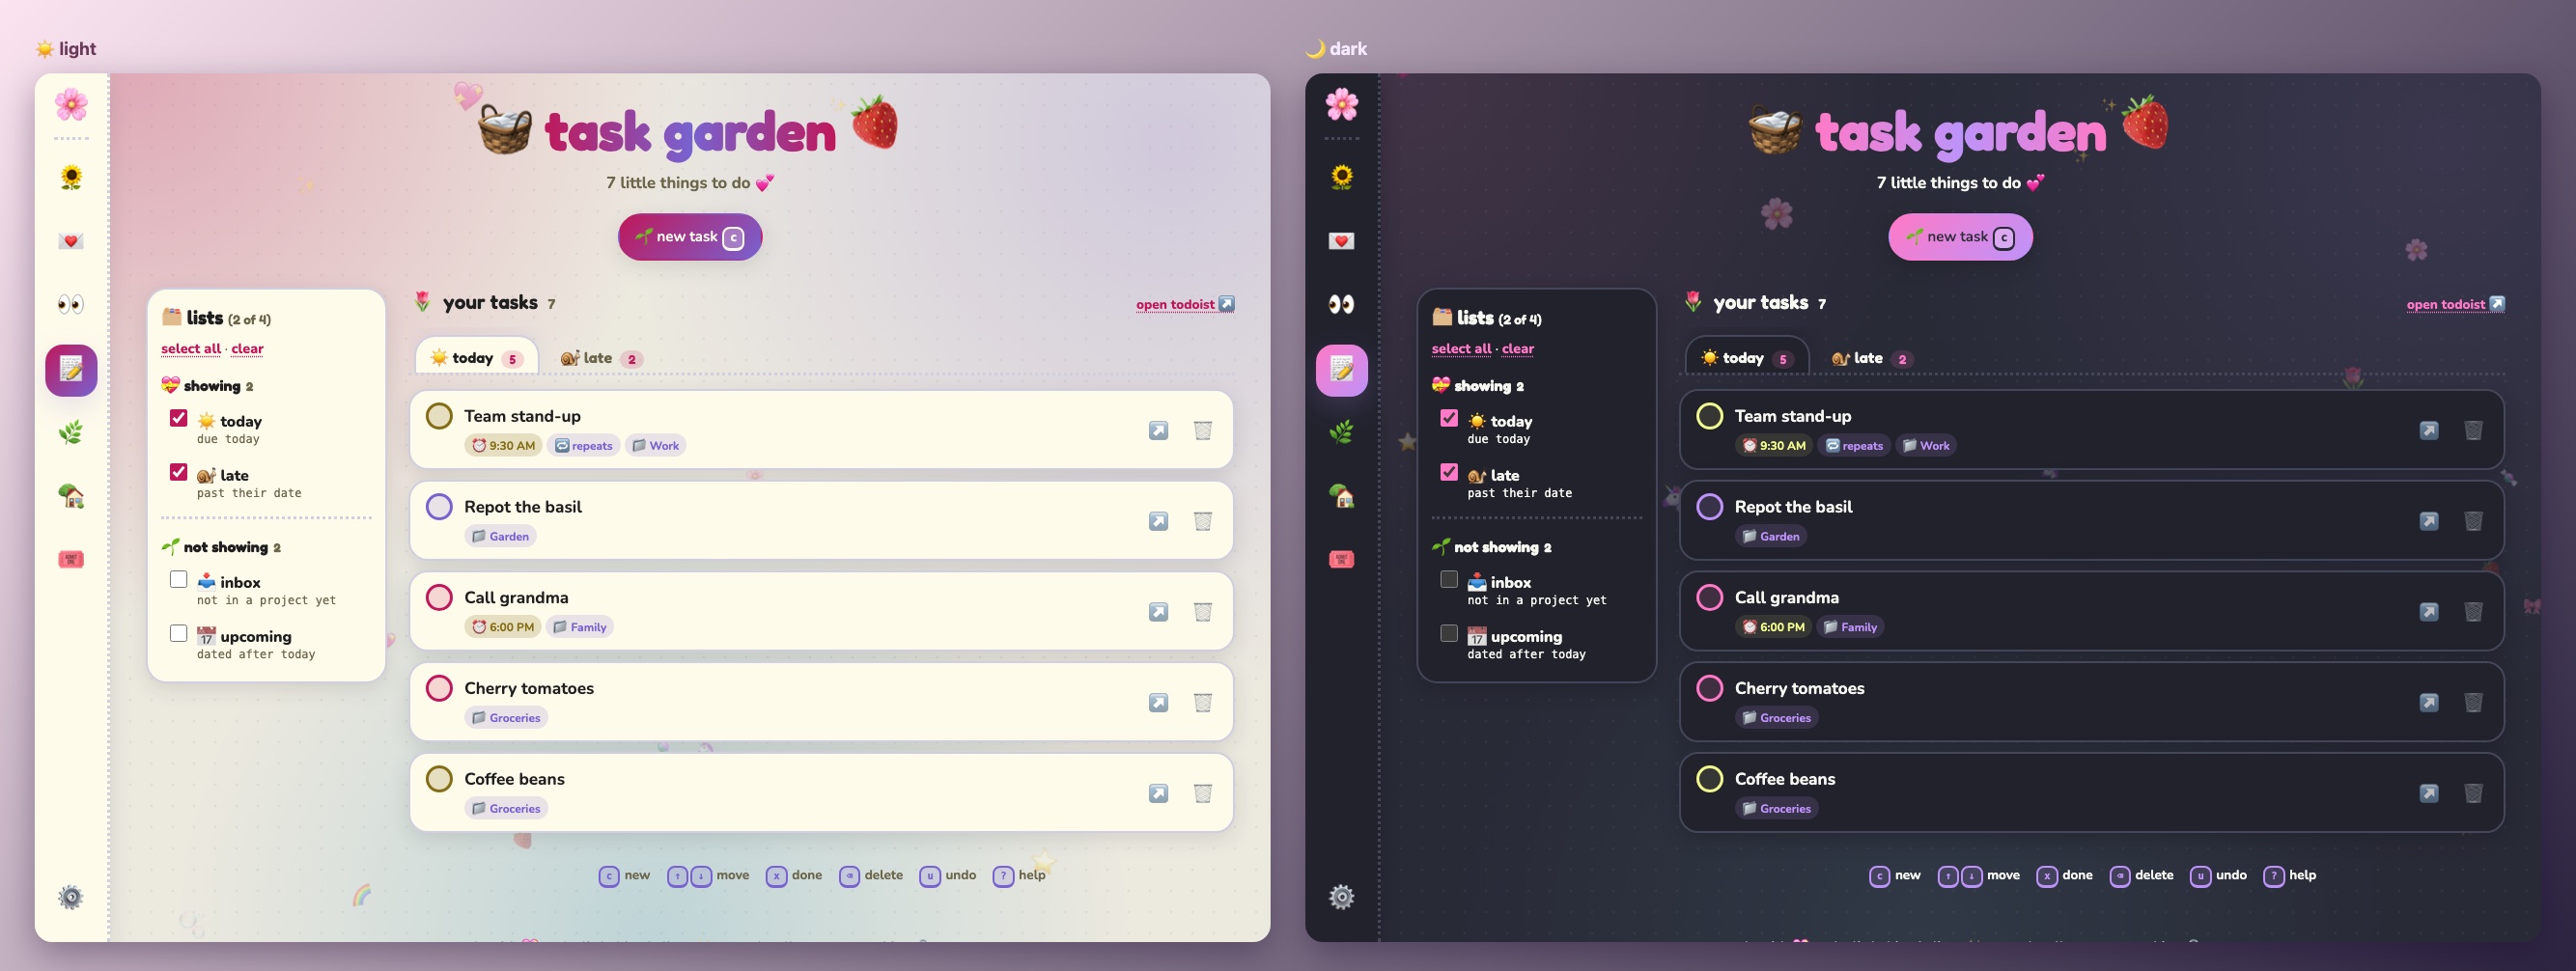 light
task garden
7 little things to do
new task c
lists (2 of 4)
select all · clear
showing 2
today
due today
late
past their date
not showing 2
inbox
not in a project yet
upcoming
dated after today
your tasks 7
open todoist
today 5
late 2
Team stand-up
9:30 AM repeats Work
Repot the basil
Garden
Call grandma
6:00 PM Family
Cherry tomatoes
Groceries
Coffee beans
Groceries
c new ↑ ↓ move x done ⌫ delete u undo ? help
dark
task garden
7 little things to do
new task c
lists (2 of 4)
select all · clear
showing 2
today
due today
late
past their date
not showing 2
inbox
not in a project yet
upcoming
dated after today
your tasks 7
open todoist
today 5
late 2
Team stand-up
9:30 AM repeats Work
Repot the basil
Garden
Call grandma
6:00 PM Family
Cherry tomatoes
Groceries
Coffee beans
Groceries
c new ↑ ↓ move x done ⌫ delete u undo ? help